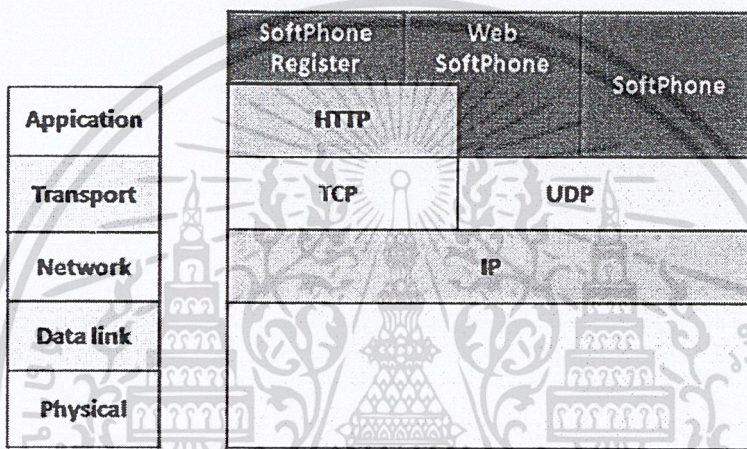 SoftPhone
Register
Web
SoftPhone
SoftPhone
Appication
HTTP
Transport
TCP
UDP
Network
IP
Data link
Physical